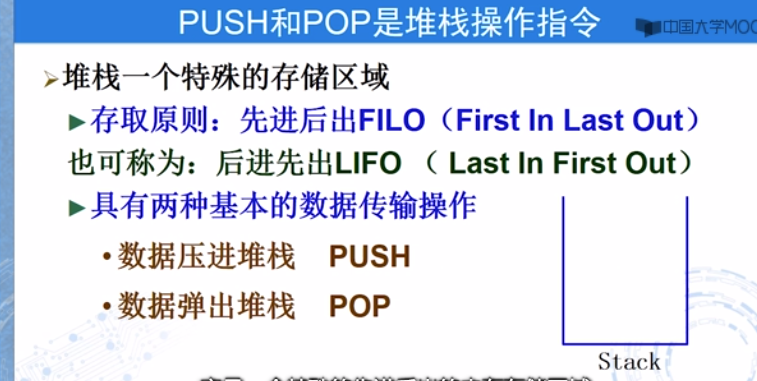 PUSH和POP是堆栈操作指令
中国大学MOO
堆栈一个特殊的存储区域
存取原则：先进后出FILO（First In Last Out）
也可称为：后进先出LIFO （ Last In First Out）
具有两种基本的数据传输操作
•数据压进堆栈 PUSH
•数据弹出堆栈 POP
Stack